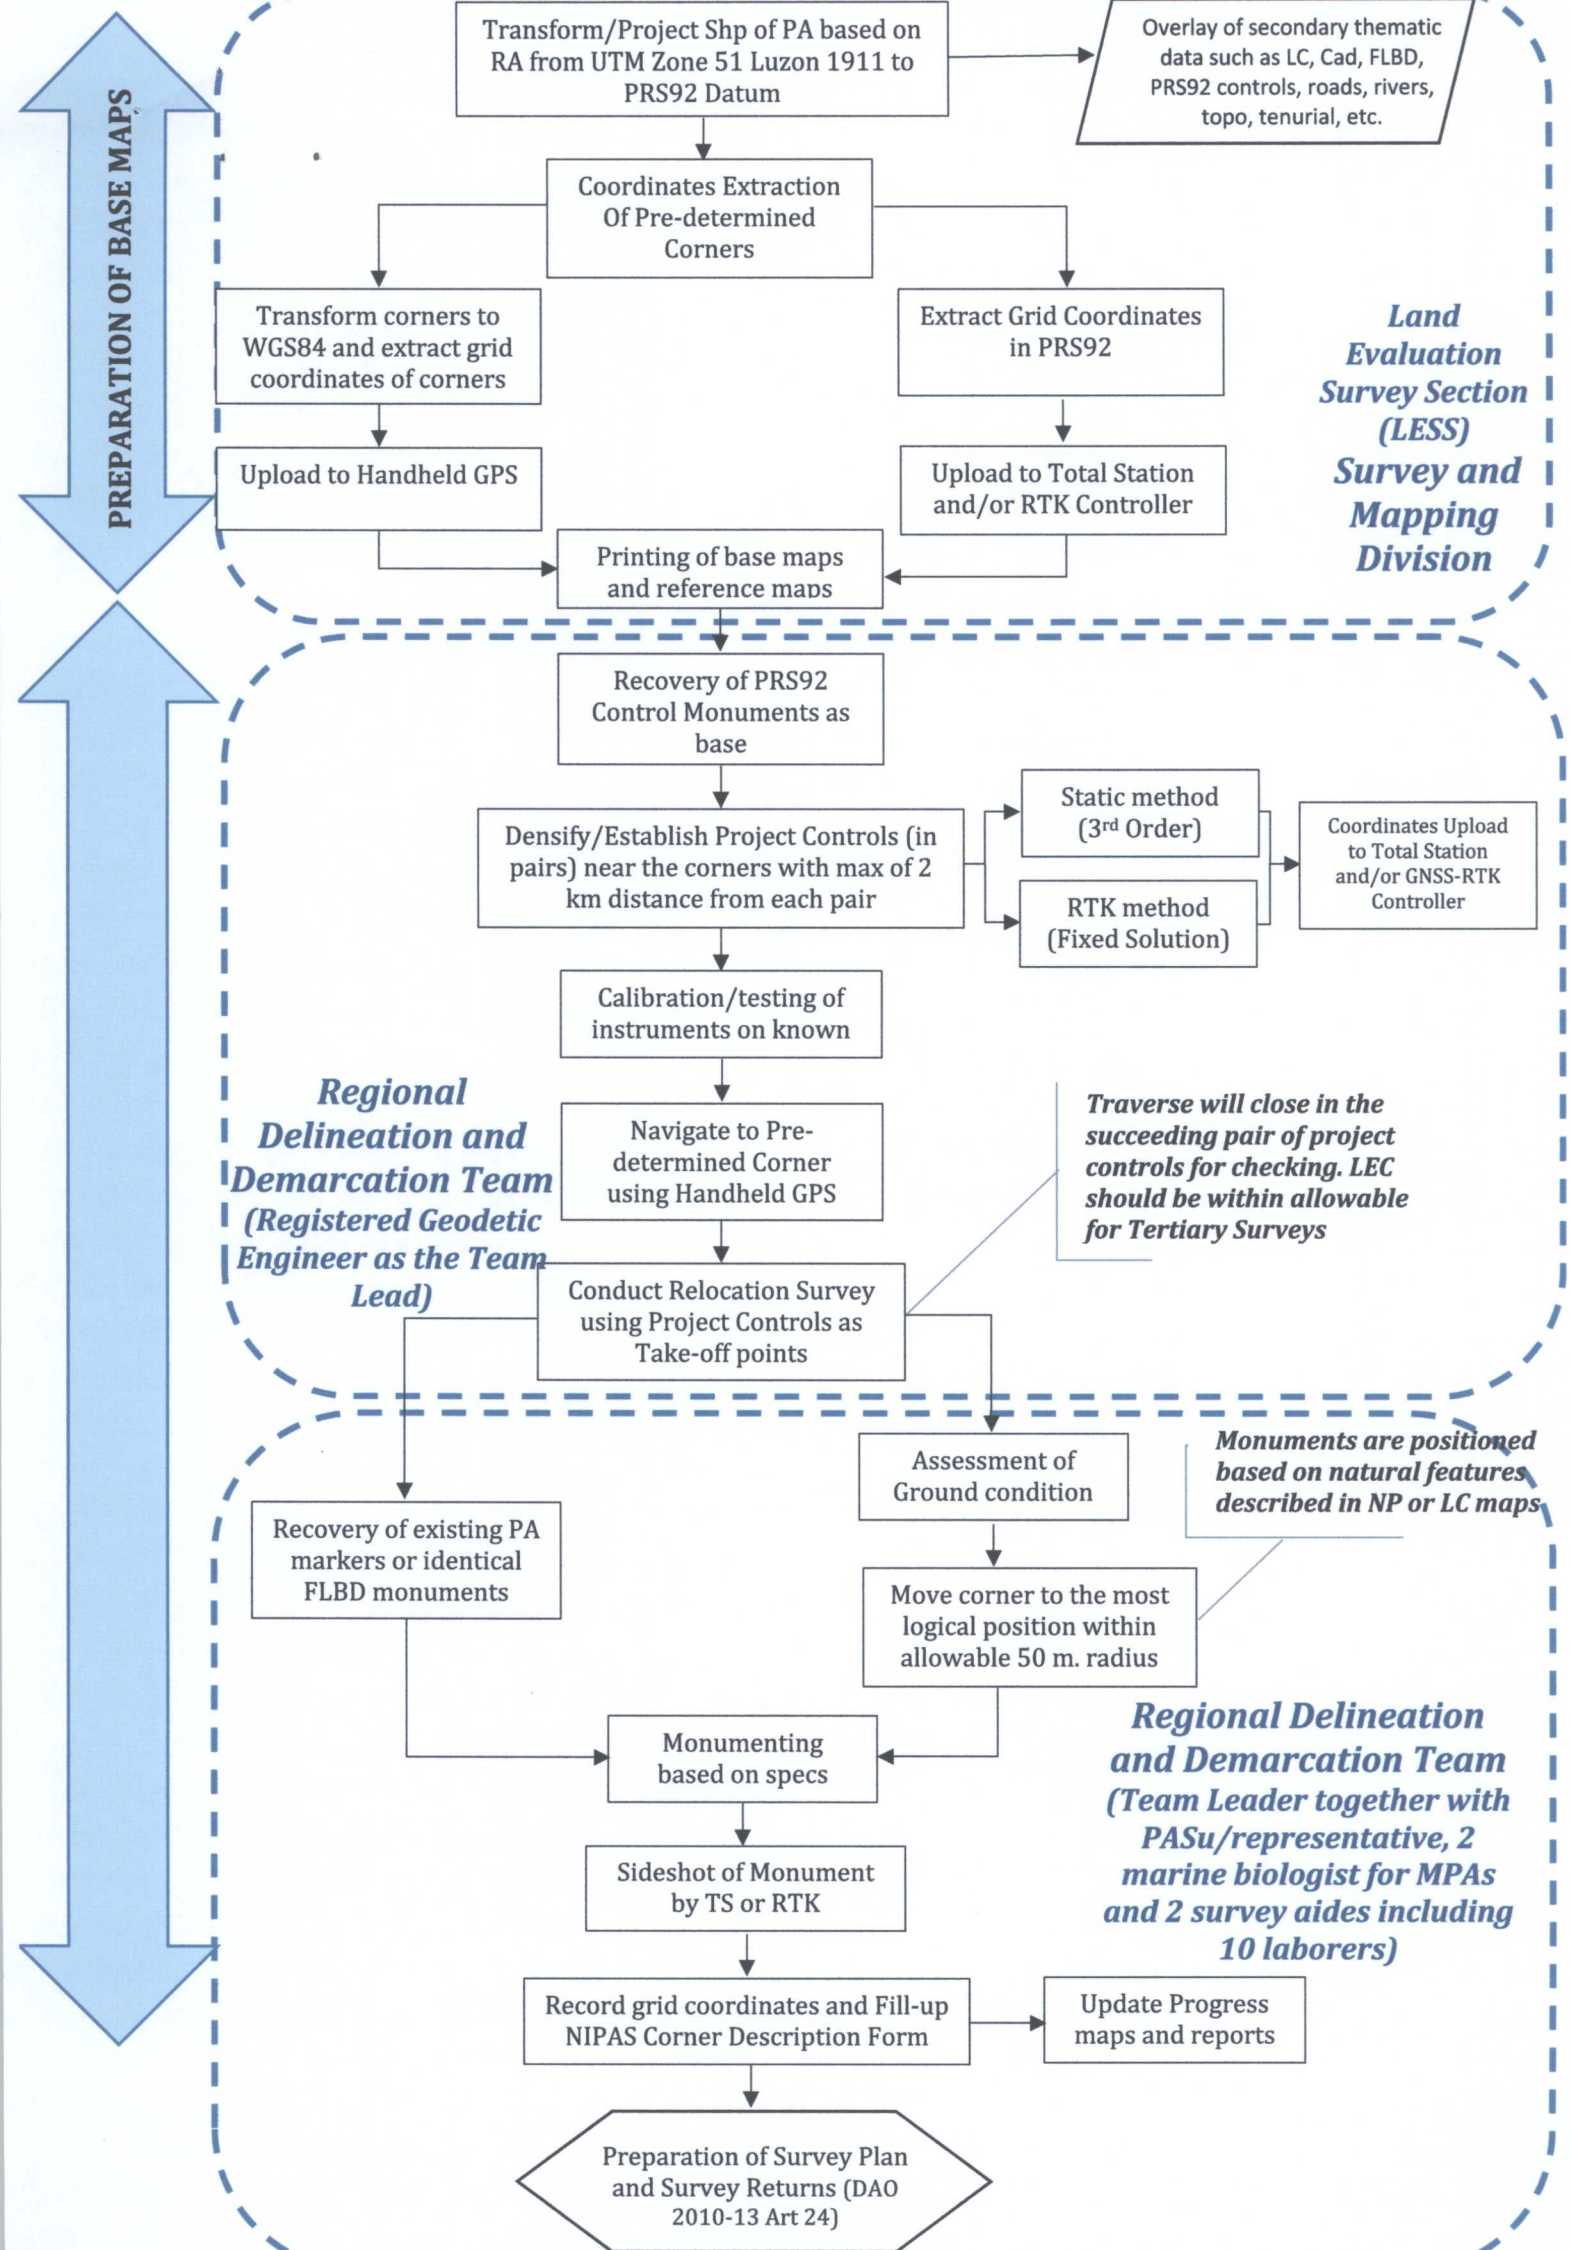 Transform/Project Shp of PA based on
RA from UTM Zone 51 Luzon 1911 to
PRS92 Datum
Overlay of secondary thematic
data such as LC, Cad, FLBD,
PRS92 controls, roads, rivers,
topo, tenurial, etc.
PREPARATION OF BASE MAPS
Coordinates Extraction
Of Pre-determined
Corners
Transform corners to
WGS84 and extract grid
coordinates of corners
Extract Grid Coordinates
in PRS92
Land
Evaluation
Survey Section
(LESS)
Survey and
Mapping
Division
Upload to Handheld GPS
Upload to Total Station
and/or RTK Controller
Printing of base maps
and reference maps
Recovery of PRS92
Control Monuments as
base
Densify/Establish Project Controls (in
pairs) near the corners with max of 2
km distance from each pair
Static method
(3rd Order)
RTK method
(Fixed Solution)
Coordinates Upload
to Total Station
and/or GNSS-RTK
Controller
Calibration/testing of
instruments on known
Regional
Delineation and
Demarcation Team
(Registered Geodetic
Engineer as the Team
Lead)
Navigate to Pre-
determined Corner
using Handheld GPS
Traverse will close in the
succeeding pair of project
controls for checking. LEC
should be within allowable
for Tertiary Surveys
Conduct Relocation Survey
using Project Controls as
Take-off points
Assessment of
Ground condition
Monuments are positioned
based on natural features
described in NP or LC maps
Recovery of existing PA
markers or identical
FLBD monuments
Move corner to the most
logical position within
allowable 50 m. radius
Monumenting
based on specs
Regional Delineation
and Demarcation Team
(Team Leader together with
PASu/representative, 2
marine biologist for MPAs
and 2 survey aides including
10 laborers)
Sideshot of Monument
by TS or RTK
Record grid coordinates and Fill-up
NIPAS Corner Description Form
Update Progress
maps and reports
Preparation of Survey Plan
and Survey Returns (DAO
2010-13 Art 24)